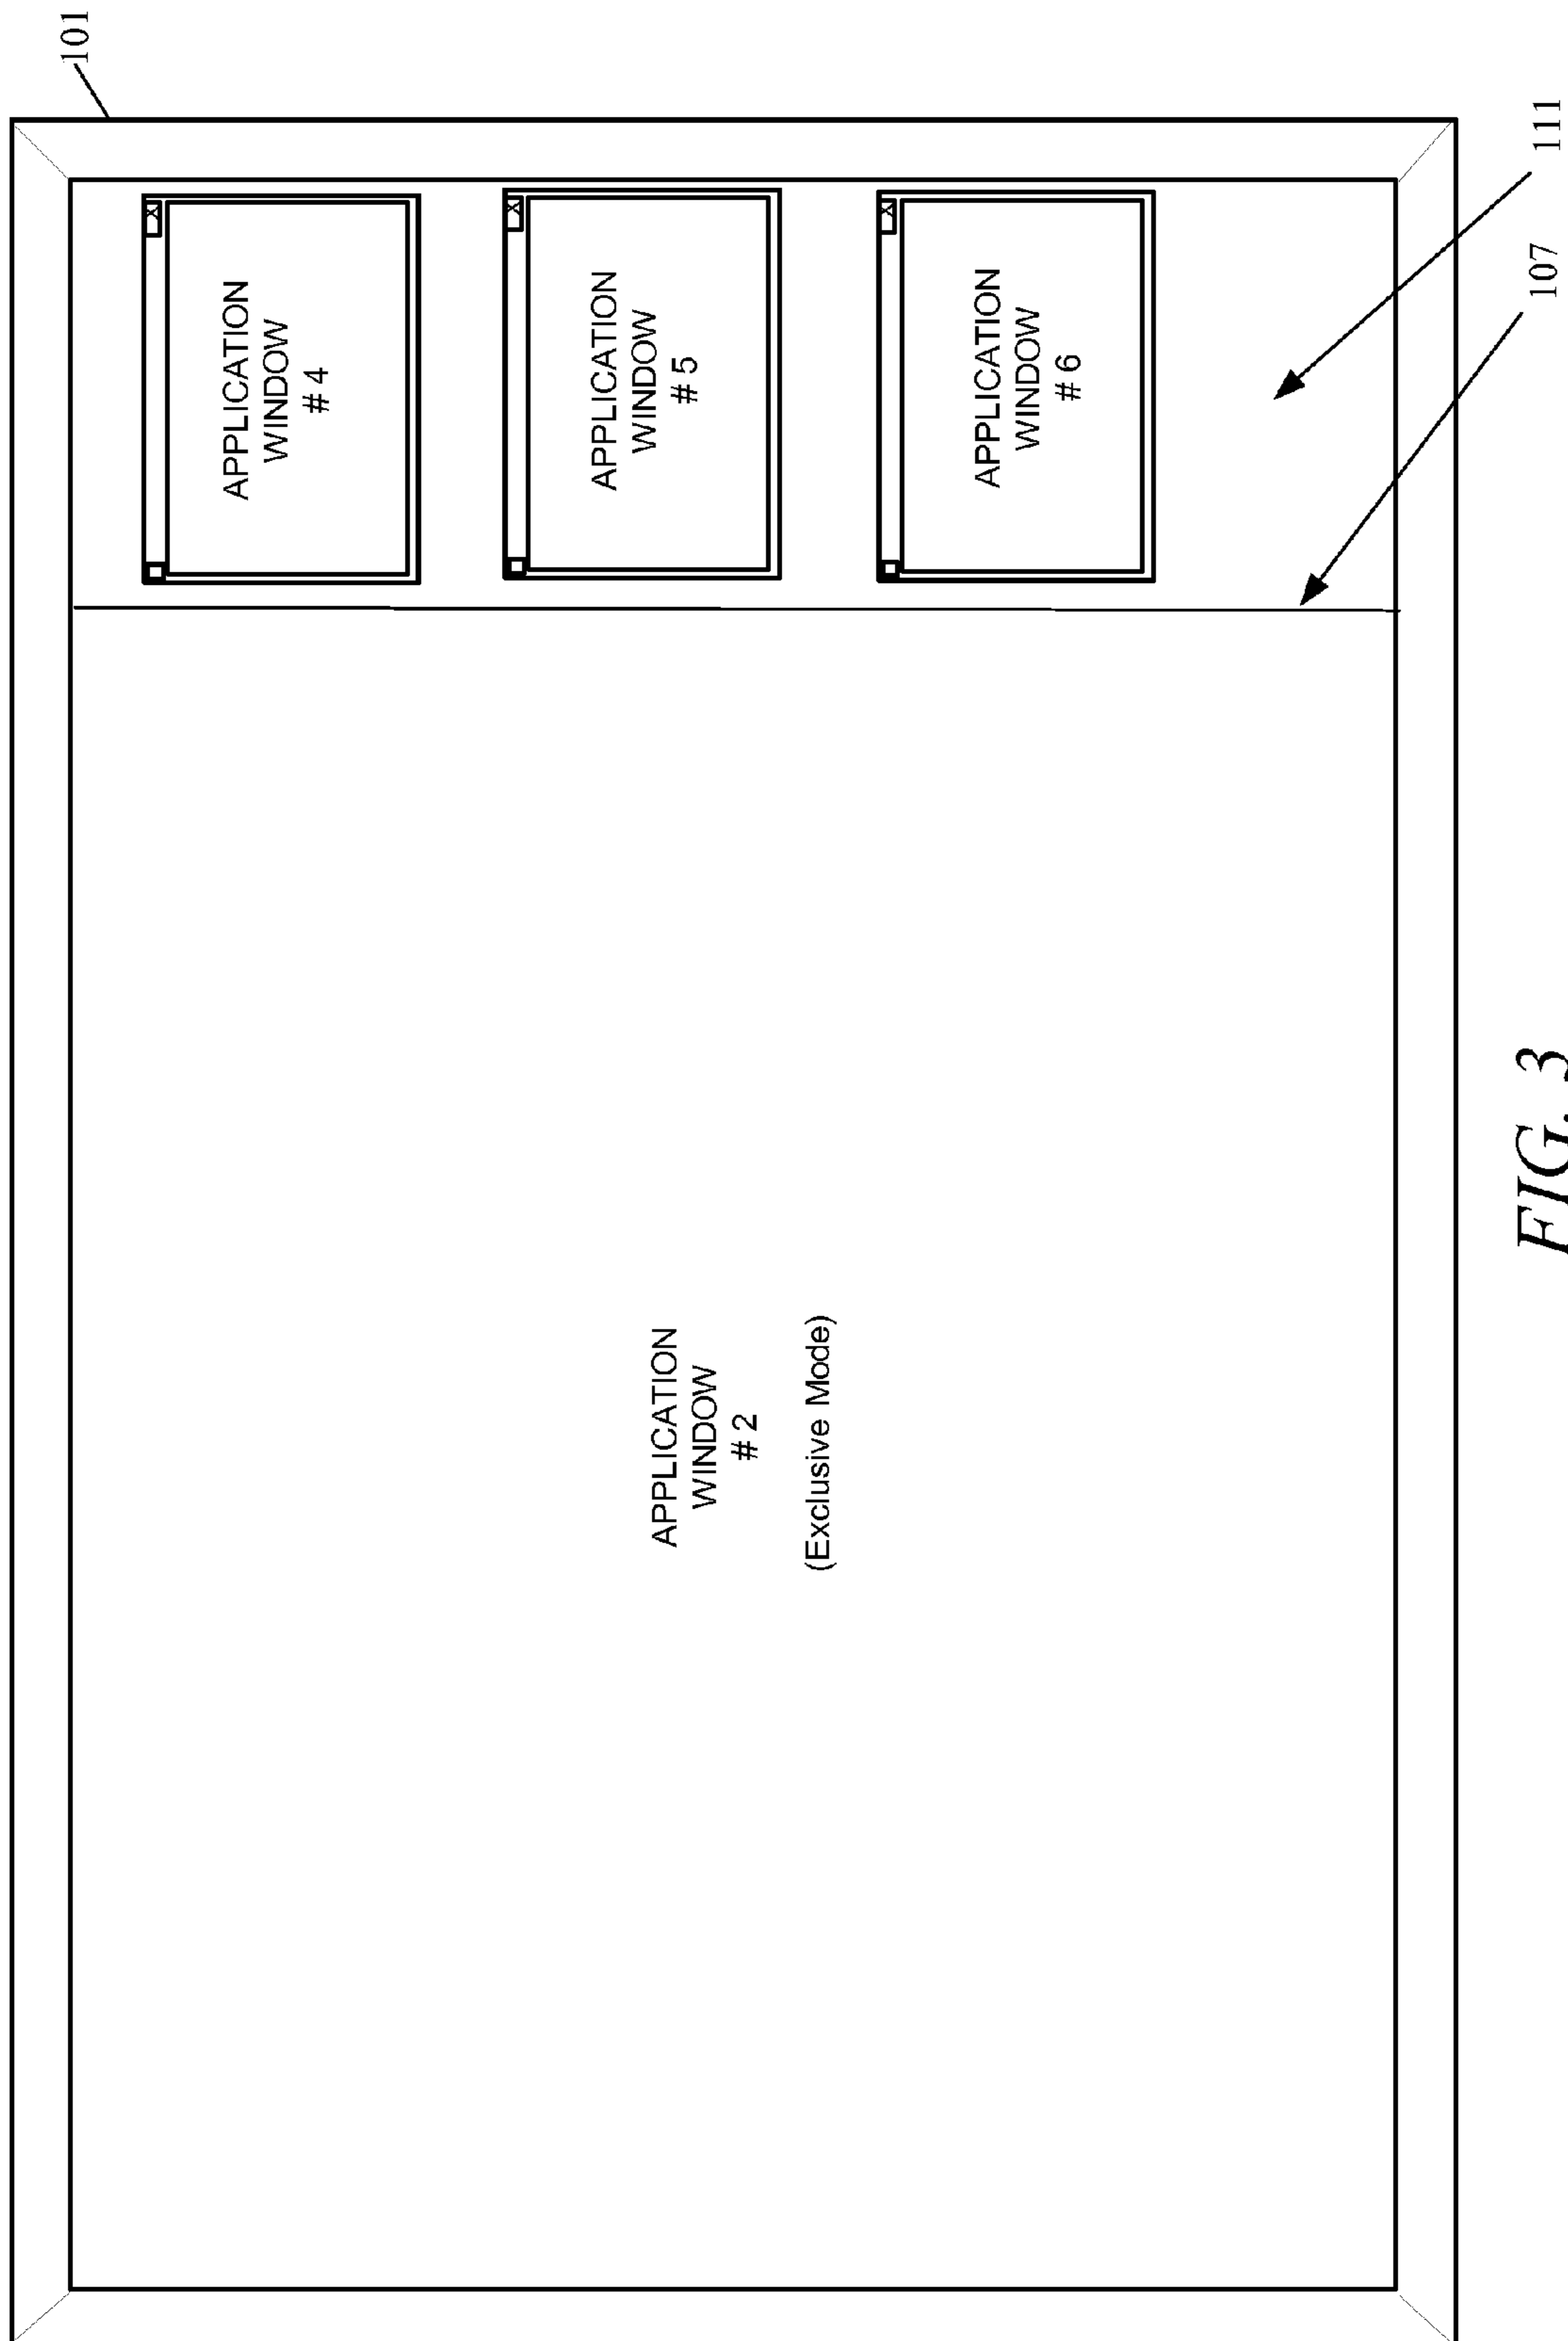 101
APPLICATION
WINDOW
# 4
APPLICATION
WINDOW
# 5
APPLICATION
WINDOW
# 6
APPLICATION
WINDOW
# 2
(Exclusive Mode)
111
107
FIG. 3